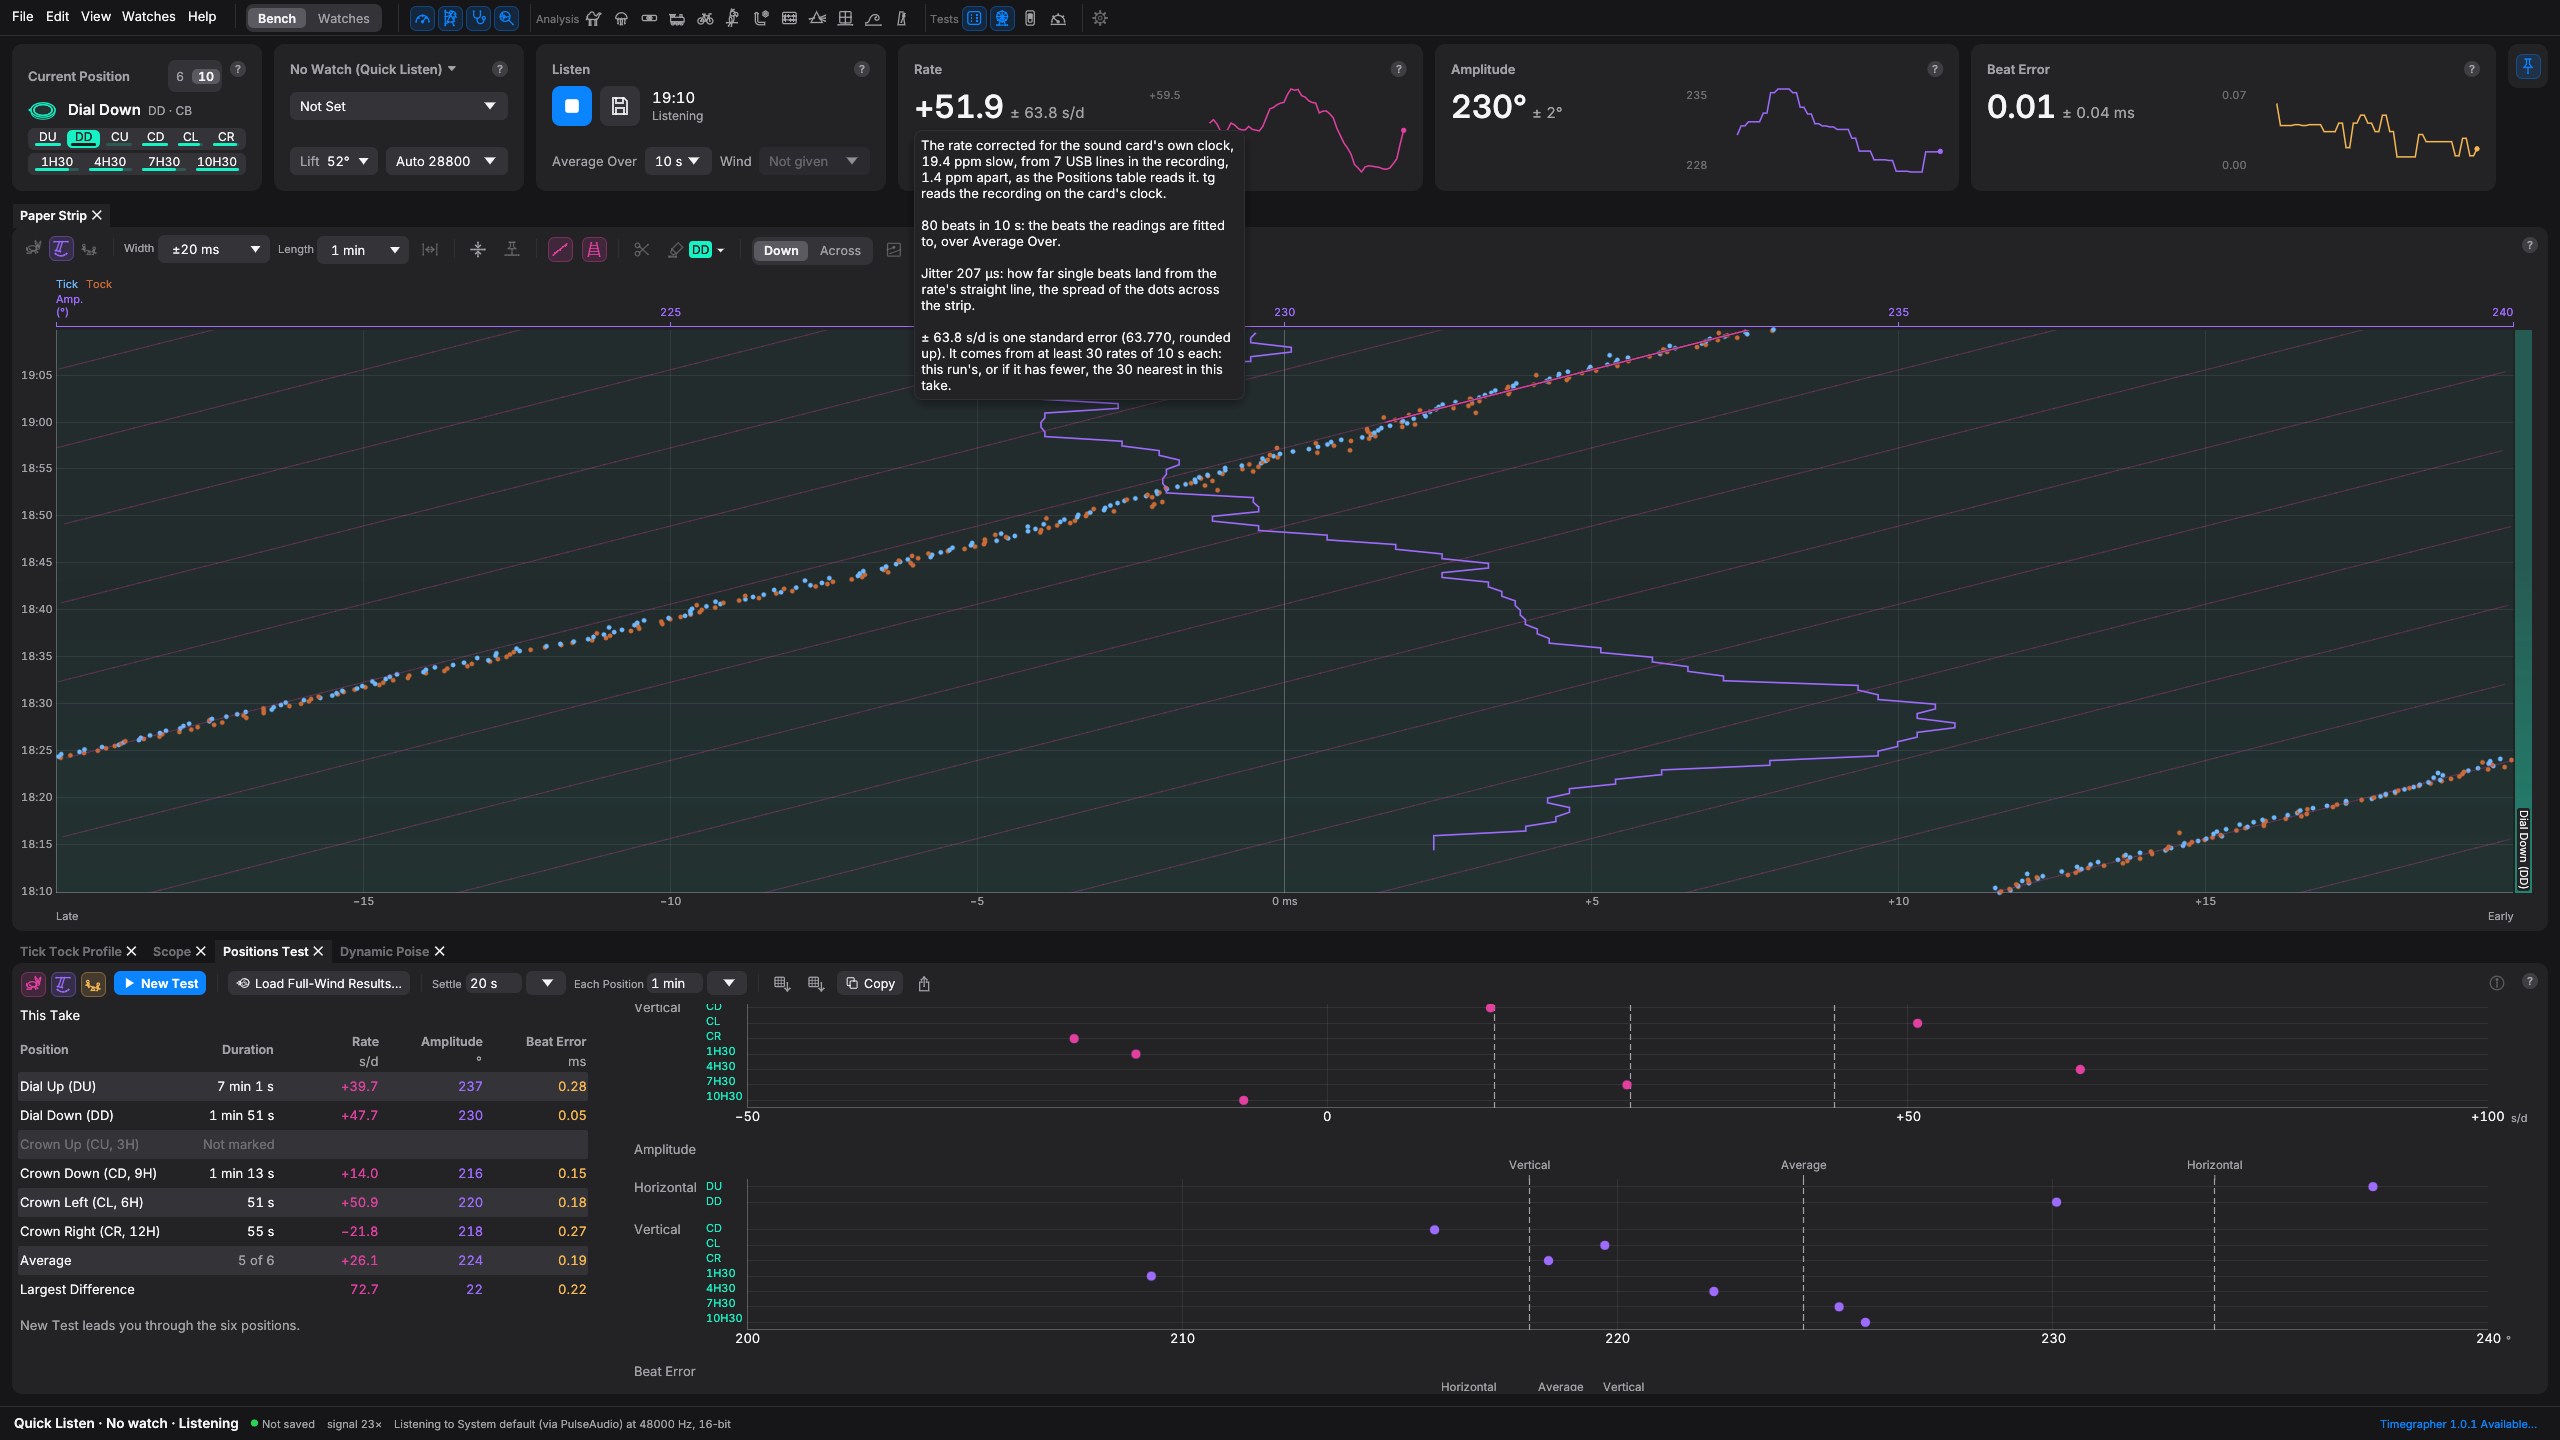 File Edit View Watches Help
Bench Watches
Analysis
Tests
Current Position 6 10 ?
Dial Down DD · CB
DU DD CU CD CL CR
1H30 4H30 7H30 10H30
No Watch (Quick Listen) ?
Not Set
Lift 52° Auto 28800
Listen ?
19:10
Listening
Average Over 10 s Wind Not given
Rate ?
+51.9 ± 63.8 s/d
+59.5
Amplitude ?
230° ± 2°
235
228
Beat Error ?
0.01 ± 0.04 ms
0.07
0.00
The rate corrected for the sound card's own clock,
19.4 ppm slow, from 7 USB lines in the recording,
1.4 ppm apart, as the Positions table reads it. tg
reads the recording on the card's clock.
80 beats in 10 s: the beats the readings are fitted
to, over Average Over.
Jitter 207 µs: how far single beats land from the
rate's straight line, the spread of the dots across
the strip.
± 63.8 s/d is one standard error (63.770, rounded
up). It comes from at least 30 rates of 10 s each:
this run's, or if it has fewer, the 30 nearest in this
take.
Paper Strip
Width ±20 ms Length 1 min DD Down Across ?
Tick Tock
Amp.
(°)
225 230 235 240
19:05
19:00
18:55
18:50
18:45
18:40
18:35
18:30
18:25
18:20
18:15
18:10
Dial Down (DD)
−15 −10 −5 0 ms +5 +10 +15
Late Early
Tick Tock Profile Scope Positions Test Dynamic Poise
New Test Load Full-Wind Results... Settle 20 s Each Position 1 min Copy ?
This Take
Position Duration Rate Amplitude Beat Error
s/d ° ms
Dial Up (DU) 7 min 1 s +39.7 237 0.28
Dial Down (DD) 1 min 51 s +47.7 230 0.05
Crown Up (CU, 3H) Not marked
Crown Down (CD, 9H) 1 min 13 s +14.0 216 0.15
Crown Left (CL, 6H) 51 s +50.9 220 0.18
Crown Right (CR, 12H) 55 s −21.8 218 0.27
Average 5 of 6 +26.1 224 0.19
Largest Difference 72.7 22 0.22
New Test leads you through the six positions.
Vertical CD
CL
CR
1H30
4H30
7H30
10H30
−50 0 +50 +100 s/d
Amplitude
Vertical Average Horizontal
Horizontal DU
DD
Vertical CD
CL
CR
1H30
4H30
7H30
10H30
200 210 220 230 240 °
Beat Error
Horizontal Average Vertical
Quick Listen · No watch · Listening Not saved signal 23× Listening to System default (via PulseAudio) at 48000 Hz, 16-bit
Timegrapher 1.0.1 Available...